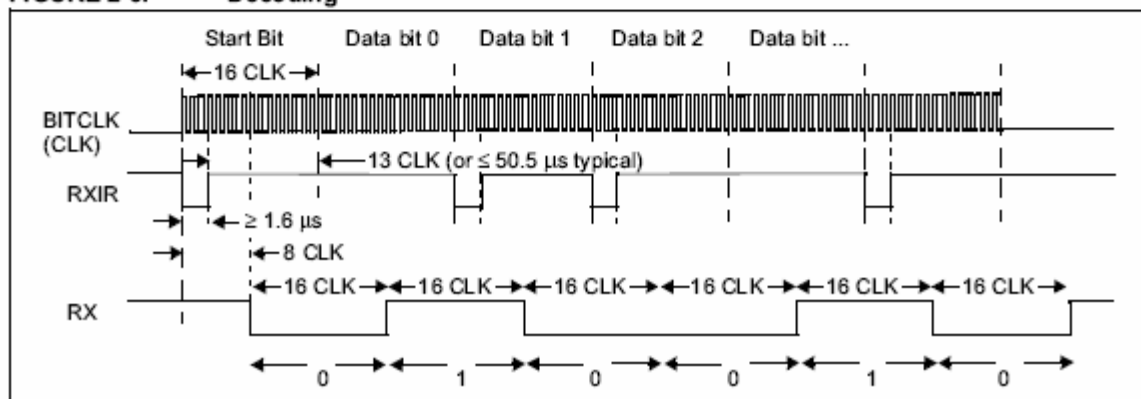 Start Bit Data bit 0 Data bit 1 Data bit 2 Data bit ...
16 CLK
BITCLK
(CLK)
13 CLK (or ≤ 50.5 µs typical)
RXIR
≥ 1.6 µs
8 CLK
16 CLK 16 CLK 16 CLK 16 CLK 16 CLK 16 CLK
RX
0 1 0 0 1 0